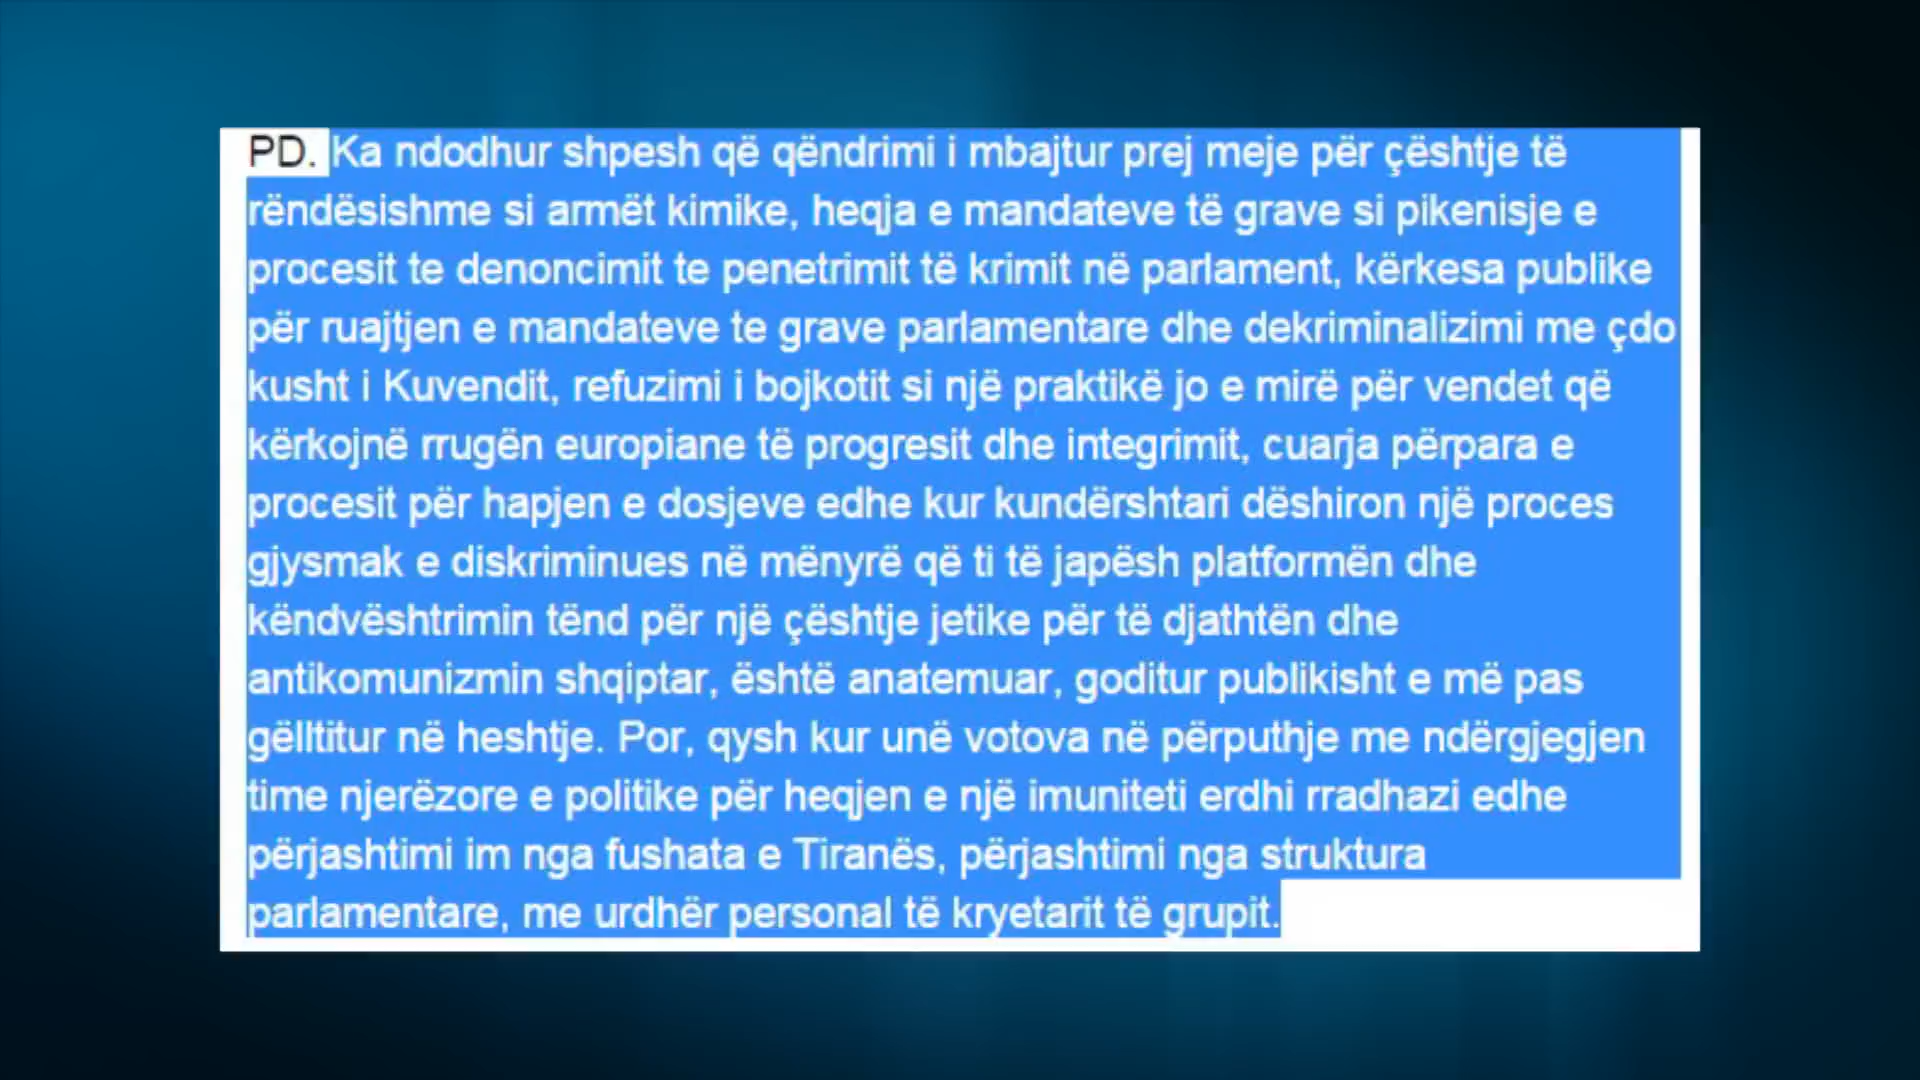 PD. Ka ndodhur shpesh që qëndrimi i mbajtur prej meje për çështje të
rëndësishme si armët kimike, heqja e mandateve të grave si pikenisje e
procesit te denoncimit te penetrimit të krimit në parlament, kërkesa publike
për ruajtjen e mandateve te grave parlamentare dhe dekriminalizimi me çdo
kusht i Kuvendit, refuzimi i bojkotit si një praktikë jo e mirë për vendet që
kërkojnë rrugën europiane të progresit dhe integrimit, cuarja përpara e
procesit për hapjen e dosjeve edhe kur kundërshtari dëshiron një proces
gjysmak e diskriminues në mënyrë që ti të japësh platformën dhe
këndvështrimin tënd për një çështje jetike për të djathtën dhe
antikomunizmin shqiptar, është anatemuar, goditur publikisht e më pas
gëlltitur në heshtje. Por, qysh kur unë votova në përputhje me ndërgjegjen
time njerëzore e politike për heqjen e një imuniteti erdhi rradhazi edhe
përjashtimi im nga fushata e Tiranës, përjashtimi nga struktura
parlamentare, me urdhër personal të kryetarit të grupit.